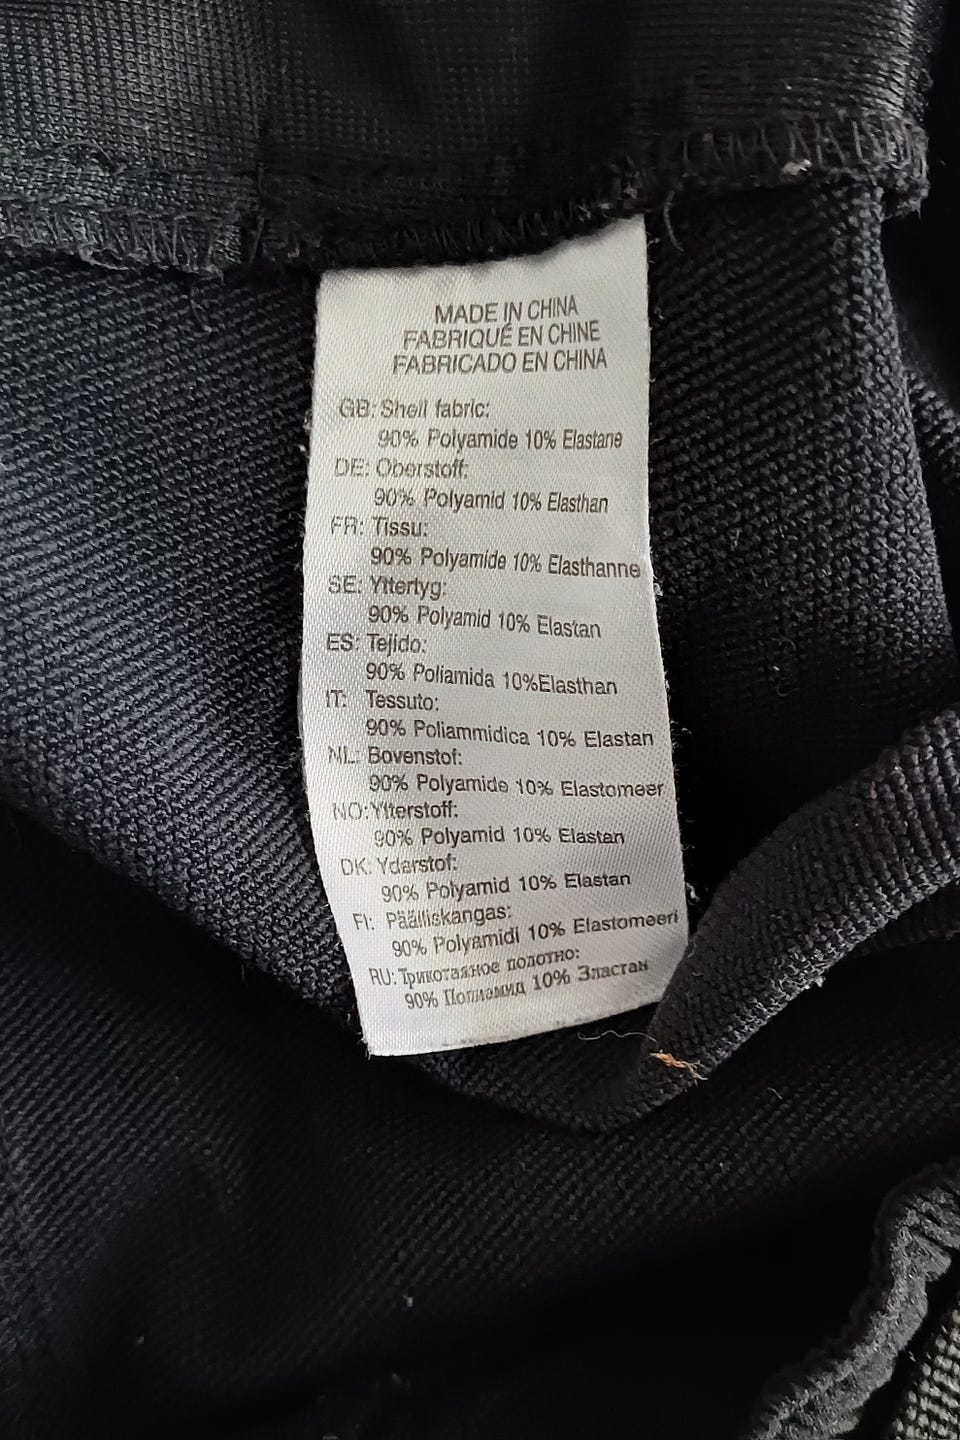 MADE IN CHINA
FABRIQUÉ EN CHINE
FABRICADO EN CHINA
GB: Shell fabric:
90% Polyamide 10% Elastane
DE: Oberstoff:
90% Polyamid 10% Elasthan
FR: Tissu:
90% Polyamide 10% Elasthanne
SE: Yttertyg:
90% Polyamid 10% Elastan
ES: Tejido:
90% Poliamida 10%Elasthan
IT: Tessuto:
90% Poliammidica 10% Elastan
NL: Bovenstof:
90% Polyamide 10% Elastomeer
NO: Ytterstoff:
90% Polyamid 10% Elastan
DK: Yderstof:
90% Polyamid 10% Elastan
FI: Päälliskangas:
90% Polyamidi 10% Elastomeeri
RU: Трикотажное полотно:
90% Полиамид 10% Эластан